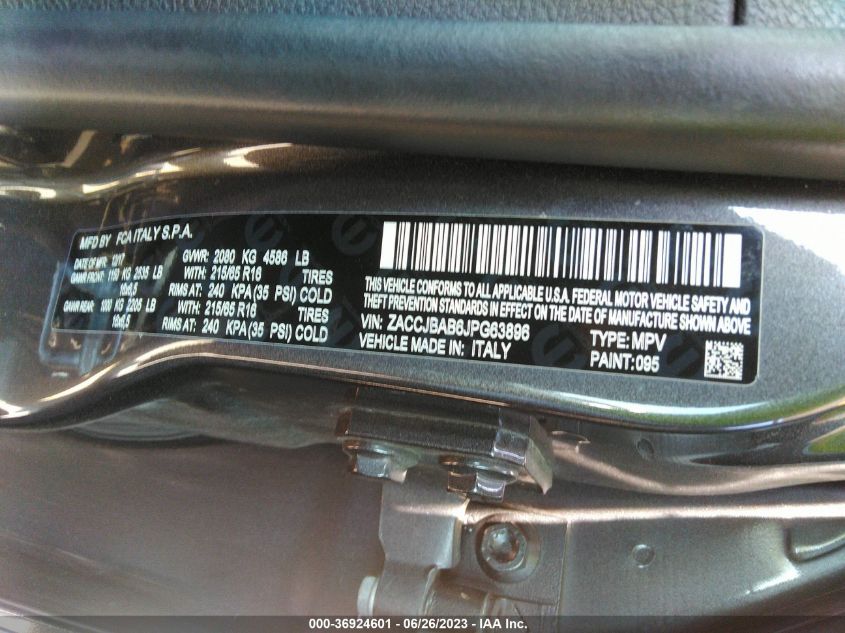 MFD BY FCA ITALY S.P.A.
DATE OF MFR 12/17 GVWR: 2080 KG 4586 LB
GAWR FRONT: 1150 KG 2535 LB WITH: 215/65 R16 TIRES
16x6.5 RIMS AT: 240 KPA(35 PSI) COLD
GAWR REAR: 1000 KG 2205 LB WITH: 215/65 R16 TIRES
16x6.5 RIMS AT: 240 KPA(35 PSI) COLD
THIS VEHICLE CONFORMS TO ALL APPLICABLE U.S.A. FEDERAL MOTOR VEHICLE SAFETY AND
THEFT PREVENTION STANDARDS IN EFFECT ON THE DATE OF MANUFACTURE SHOWN ABOVE.
VIN: ZACCJBAB6JPG63896 TYPE: MPV
VEHICLE MADE IN: ITALY PAINT:095
000-36924601 - 06/26/2023 - IAA Inc.